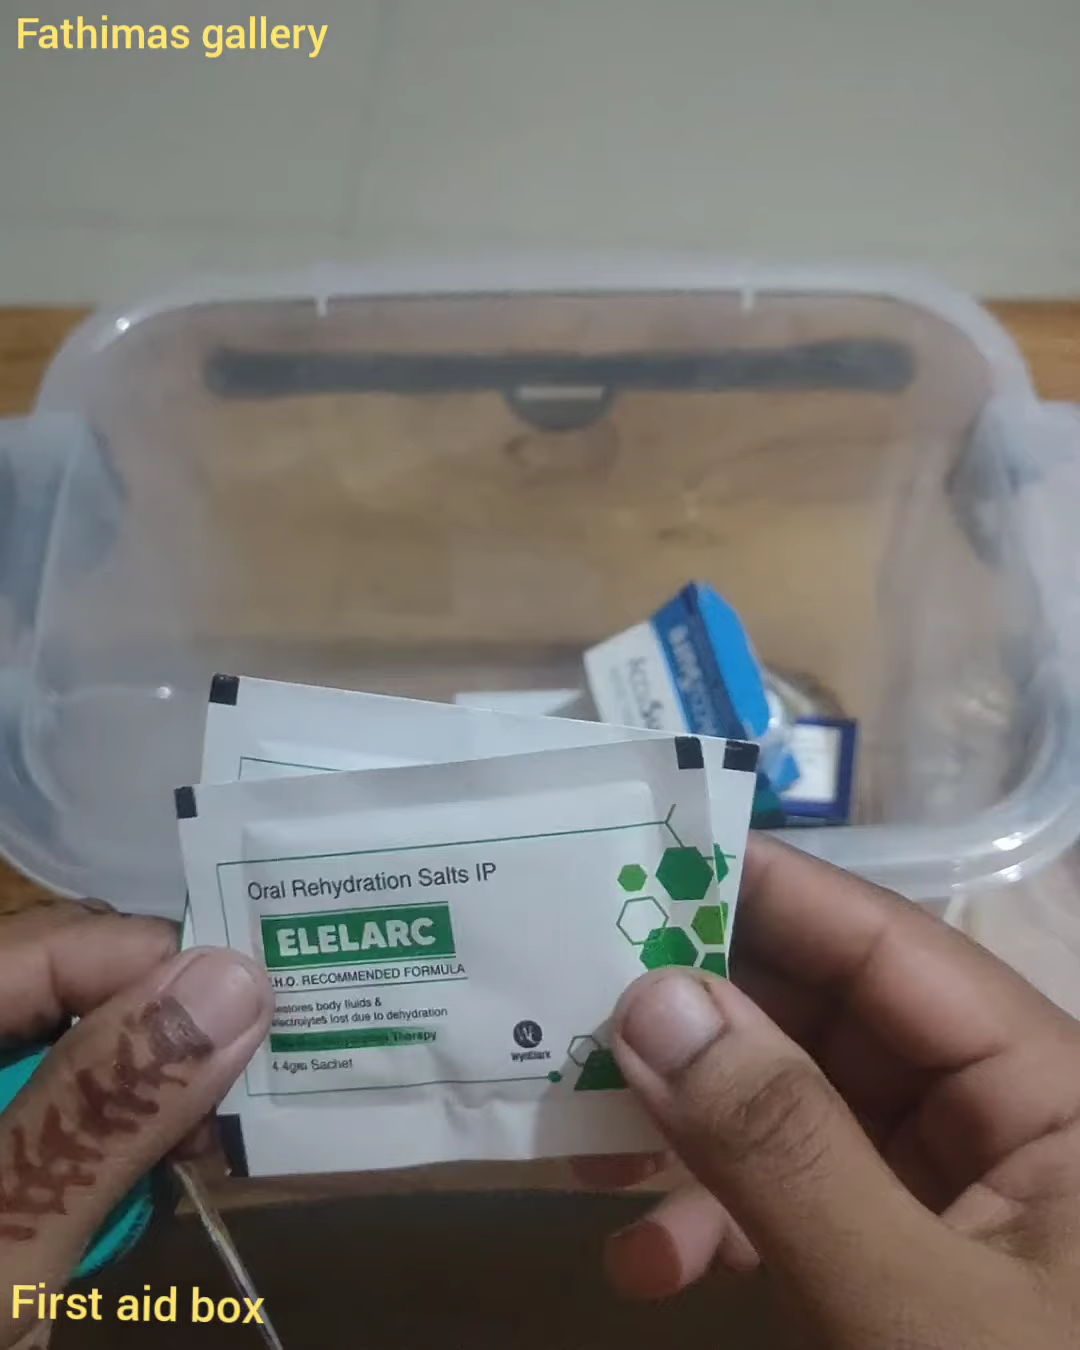 Fathimas gallery
Oral Rehydration Salts IP
ELELARC
.H.O. RECOMMENDED FORMULA
estores body fluids &
electrolytes lost due to dehydration
Therapy
4.4gm Sachet
First aid box